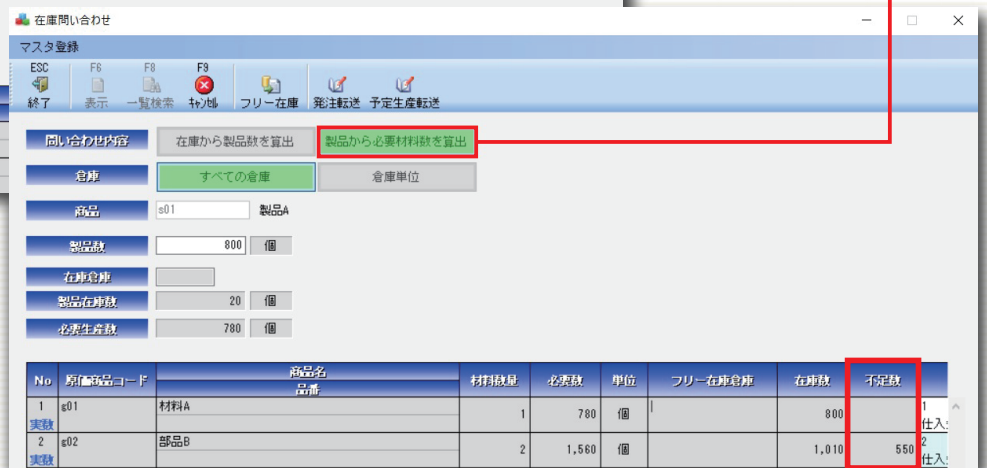 在庫問い合わせ
マスタ登録
ESC F6 F8 F9
終了 表示 一覧検索 ｷｬﾝｾﾙ フリー在庫 発注転送 予定生産転送
問い合わせ内容 在庫から製品数を算出 製品から必要材料数を算出
倉庫 すべての倉庫 倉庫単位
商品 s01 製品A
製品数 800 個
在庫倉庫
製品在庫数 20 個
必要生産数 780 個
No 原価商品コード 商品名 材料数量 必要数 単位 フリー在庫倉庫 在庫数 不足数
品番
1 g01 材料A 1 780 個 800 1
実数 仕入
2 g02 部品B 2 1,560 個 1,010 550 2
実数 仕入